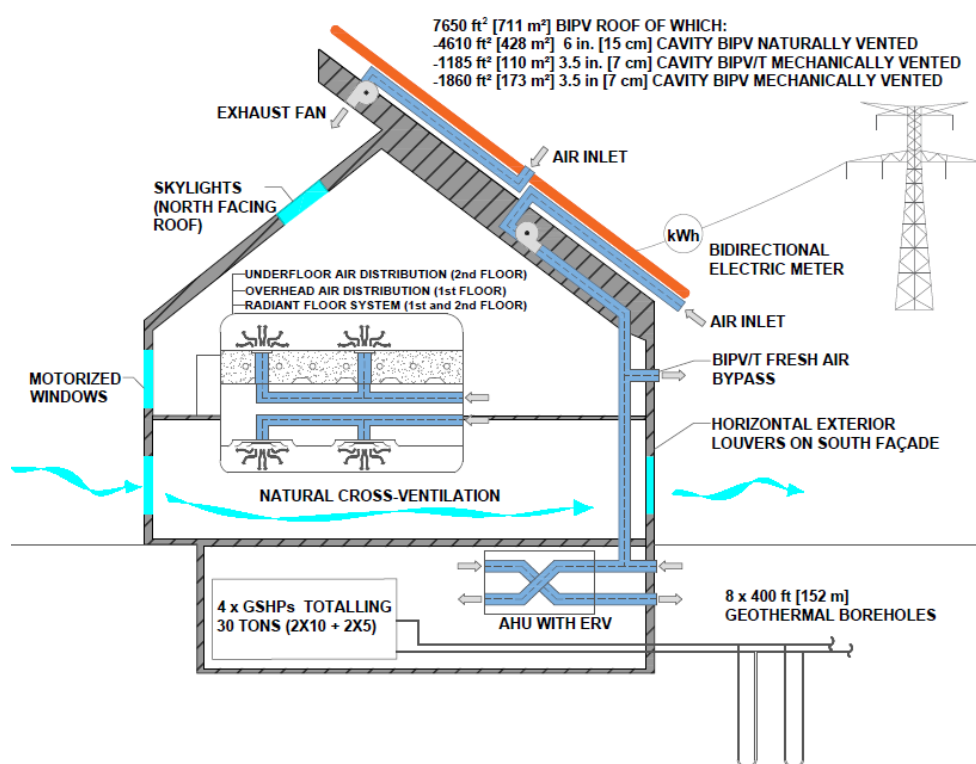 7650 ft² [711 m²] BIPV ROOF OF WHICH:
-4610 ft² [428 m²] 6 in. [15 cm] CAVITY BIPV NATURALLY VENTED
-1185 ft² [110 m²] 3.5 in. [7 cm] CAVITY BIPV/T MECHANICALLY VENTED
-1860 ft² [173 m²] 3.5 in [7 cm] CAVITY BIPV MECHANICALLY VENTED
EXHAUST FAN
AIR INLET
SKYLIGHTS
(NORTH FACING
ROOF)
kWh
BIDIRECTIONAL
ELECTRIC METER
UNDERFLOOR AIR DISTRIBUTION (2nd FLOOR)
OVERHEAD AIR DISTRIBUTION (1st FLOOR)
RADIANT FLOOR SYSTEM (1st and 2nd FLOOR)
AIR INLET
MOTORIZED
WINDOWS
BIPV/T FRESH AIR
BYPASS
HORIZONTAL EXTERIOR
LOUVERS ON SOUTH FAÇADE
NATURAL CROSS-VENTILATION
4 x GSHPs TOTALLING
30 TONS (2X10 + 2X5)
AHU WITH ERV
8 x 400 ft [152 m]
GEOTHERMAL BOREHOLES